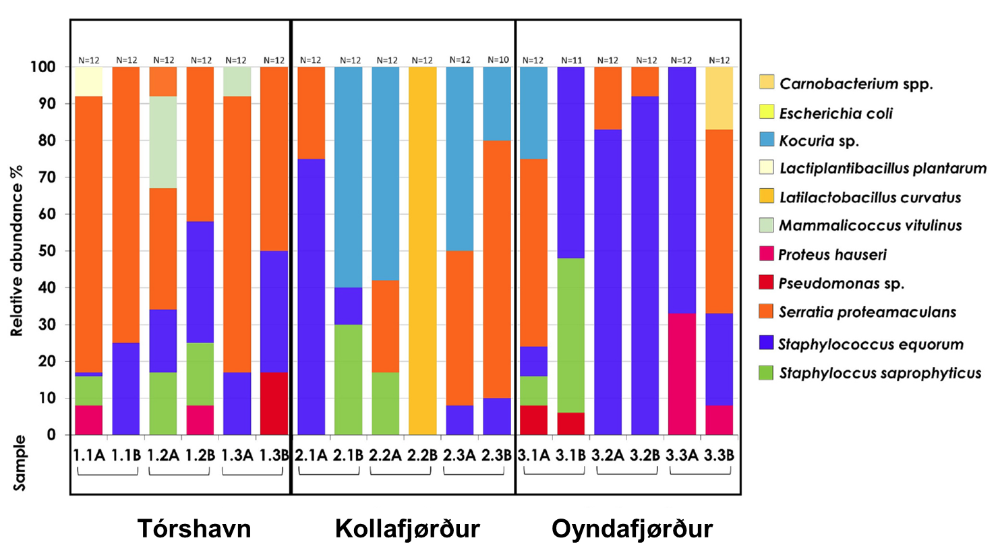 N=12 N=12 N=12 N=12 N=12 N=12 N=12 N=12 N=12 N=12 N=12 N=10 N=12 N=11 N=12 N=12 N=12 N=12
Relative abundance %
100
90
80
70
60
50
40
30
20
10
0
Sample
1.1A 1.1B 1.2A 1.2B 1.3A 1.3B 2.1A 2.1B 2.2A 2.2B 2.3A 2.3B 3.1A 3.1B 3.2A 3.2B 3.3A 3.3B
Tórshavn Kollafjørður Oyndafjørður
Carnobacterium spp.
Escherichia coli
Kocuria sp.
Lactiplantibacillus plantarum
Latilactobacillus curvatus
Mammalicoccus vitulinus
Proteus hauseri
Pseudomonas sp.
Serratia proteamaculans
Staphylococcus equorum
Staphyloccus saprophyticus